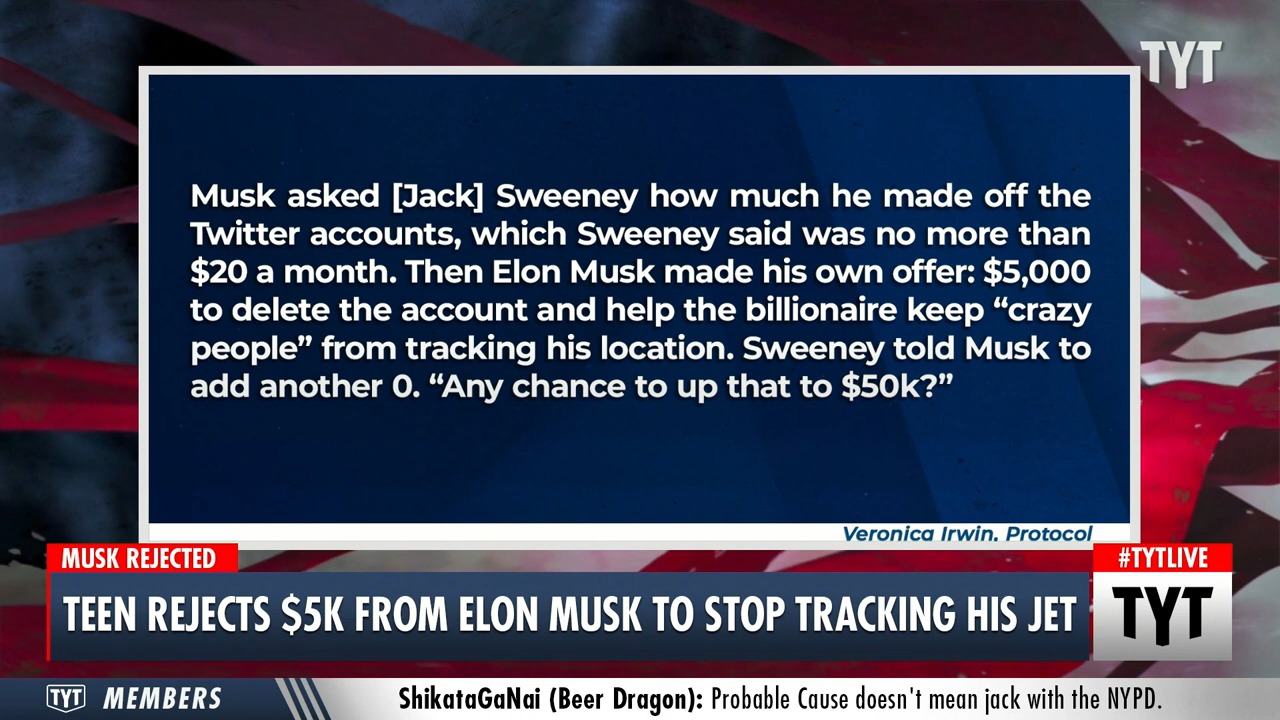 TYT
Musk asked [Jack] Sweeney how much he made off the
Twitter accounts, which Sweeney said was no more than
$20 a month. Then Elon Musk made his own offer: $5,000
to delete the account and help the billionaire keep “crazy
people” from tracking his location. Sweeney told Musk to
add another 0. “Any chance to up that to $50k?”
Veronica Irwin, Protocol
MUSK REJECTED
#TYTLIVE
TEEN REJECTS $5K FROM ELON MUSK TO STOP TRACKING HIS JET
TYT
TYT MEMBERS
ShikataGaNai (Beer Dragon): Probable Cause doesn't mean jack with the NYPD.